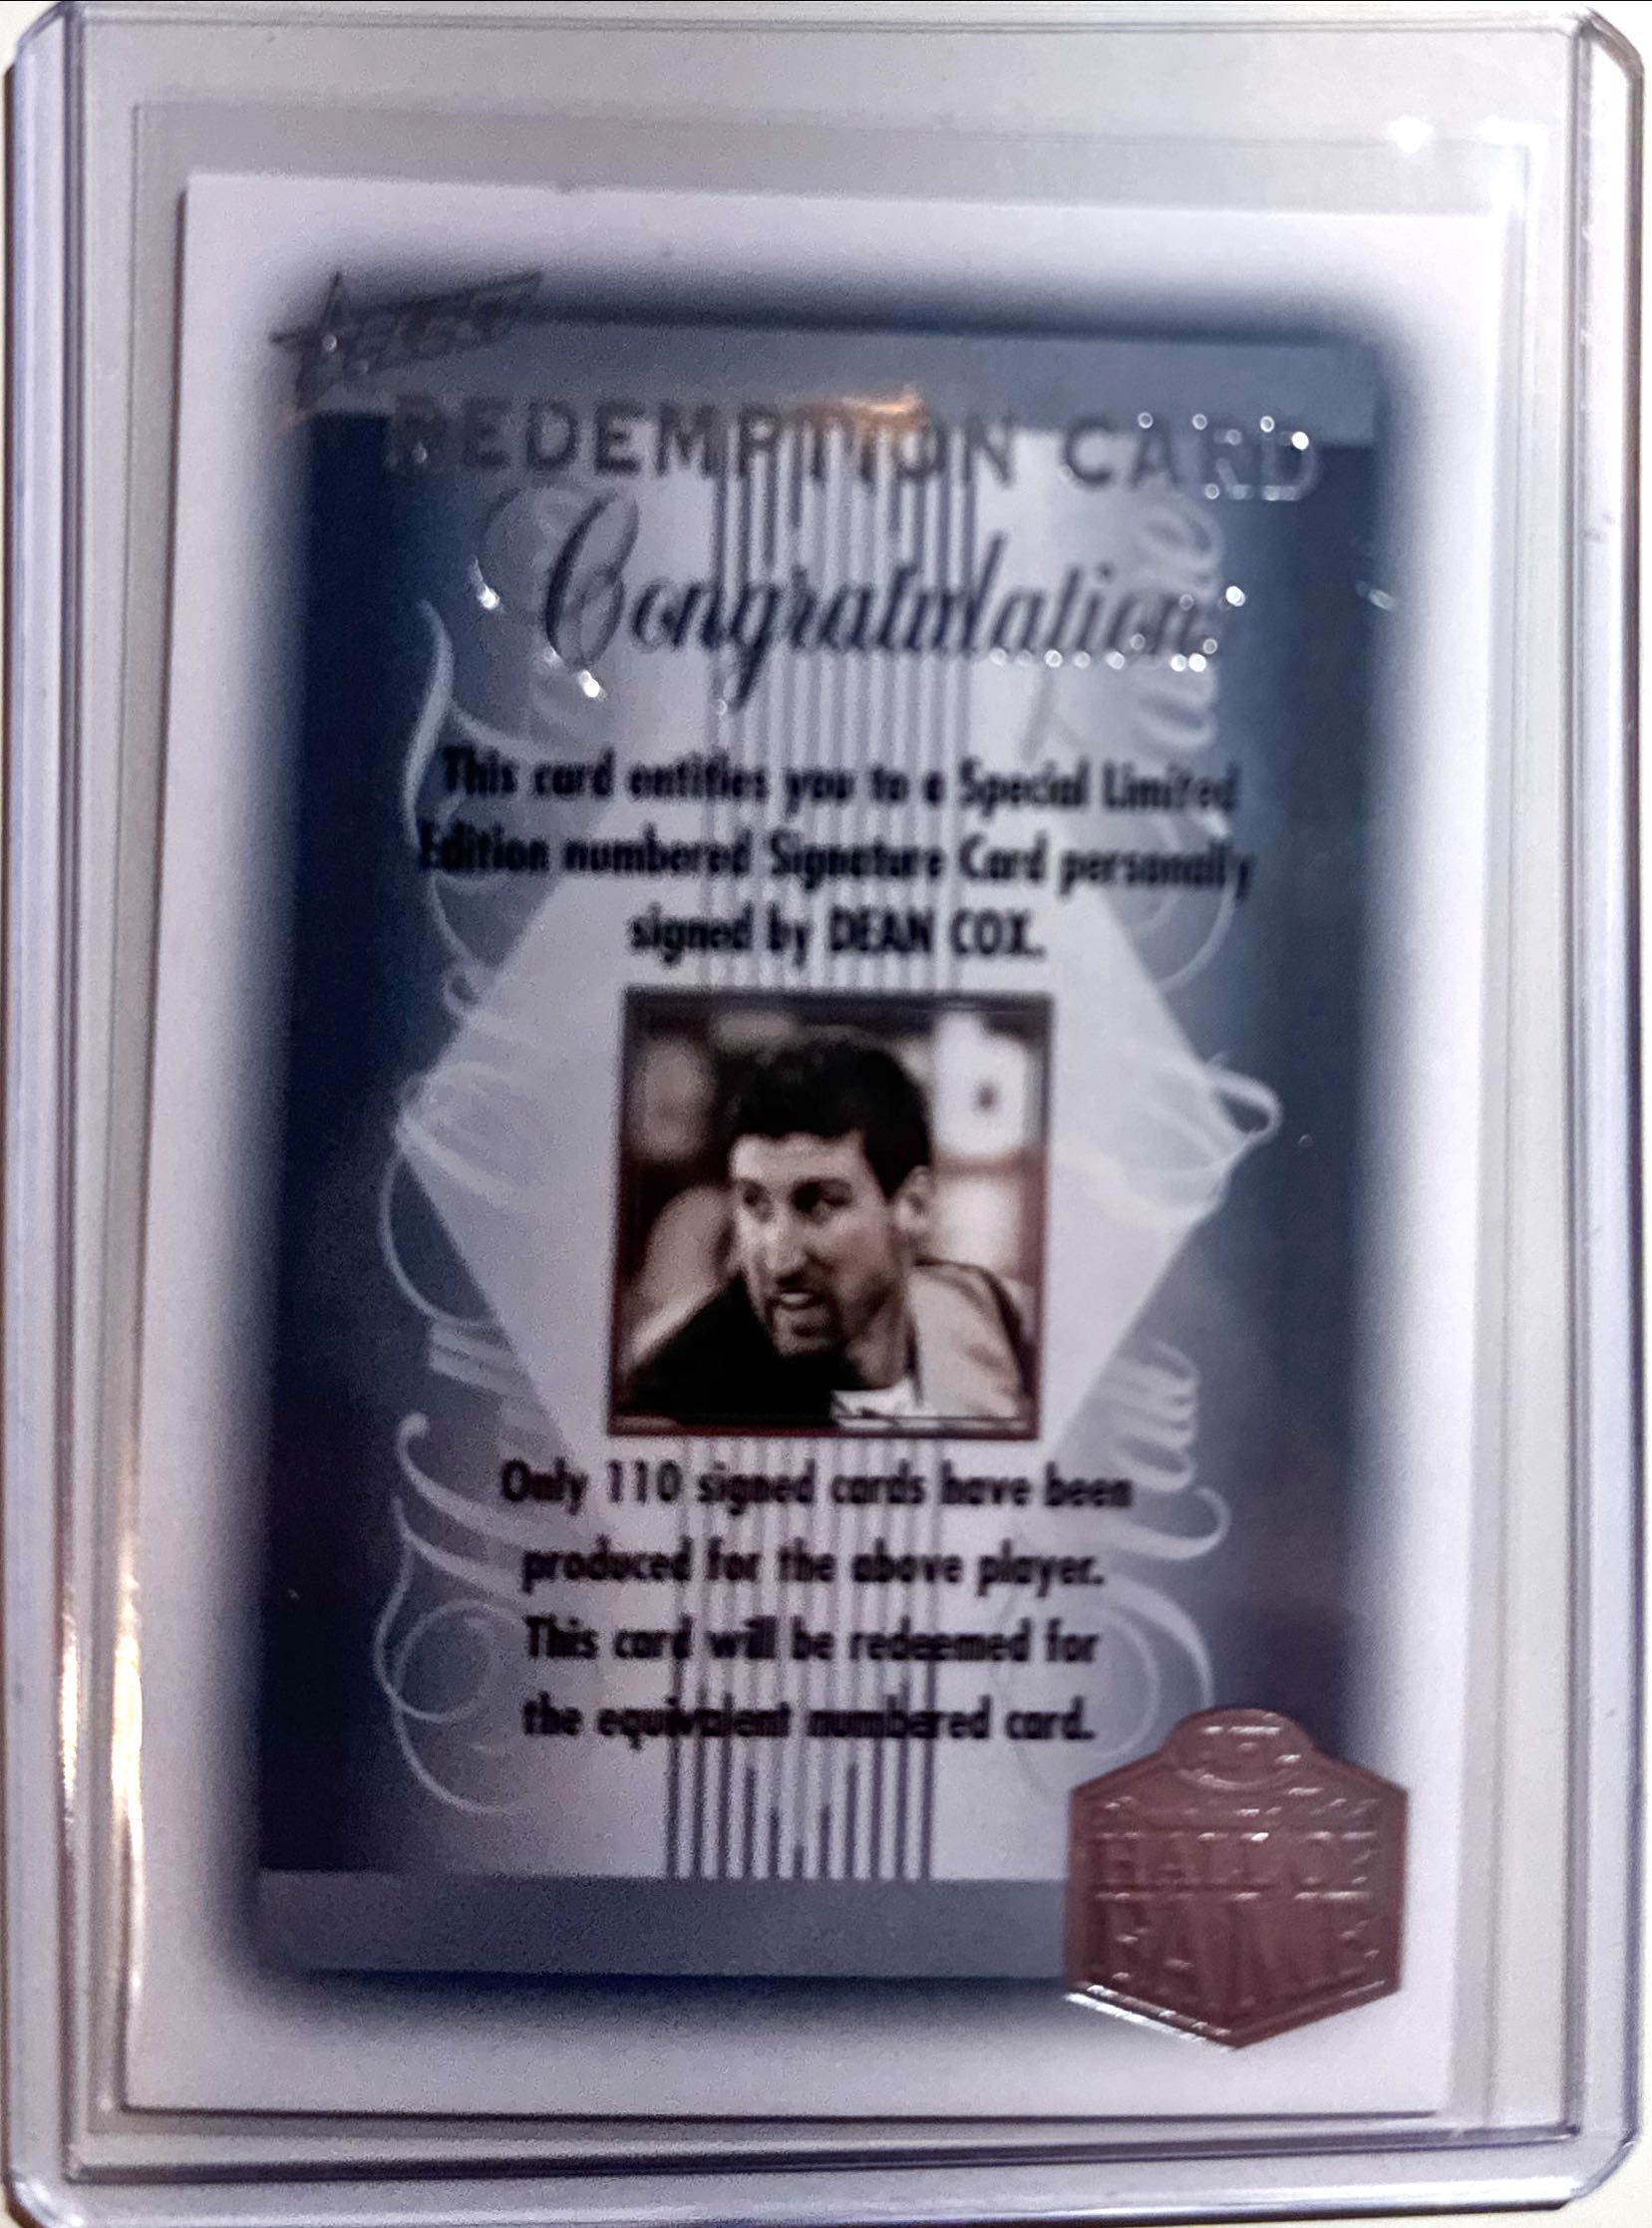 REDEMPTION CARD
Congratulations
This card entitles you to a Special Limited
Edition numbered Signature Card personally
signed by DEAN COX.
Only 110 signed cards have been
produced for the above player.
This card will be redeemed for
the equivalent numbered card.
HALL OF
FAME